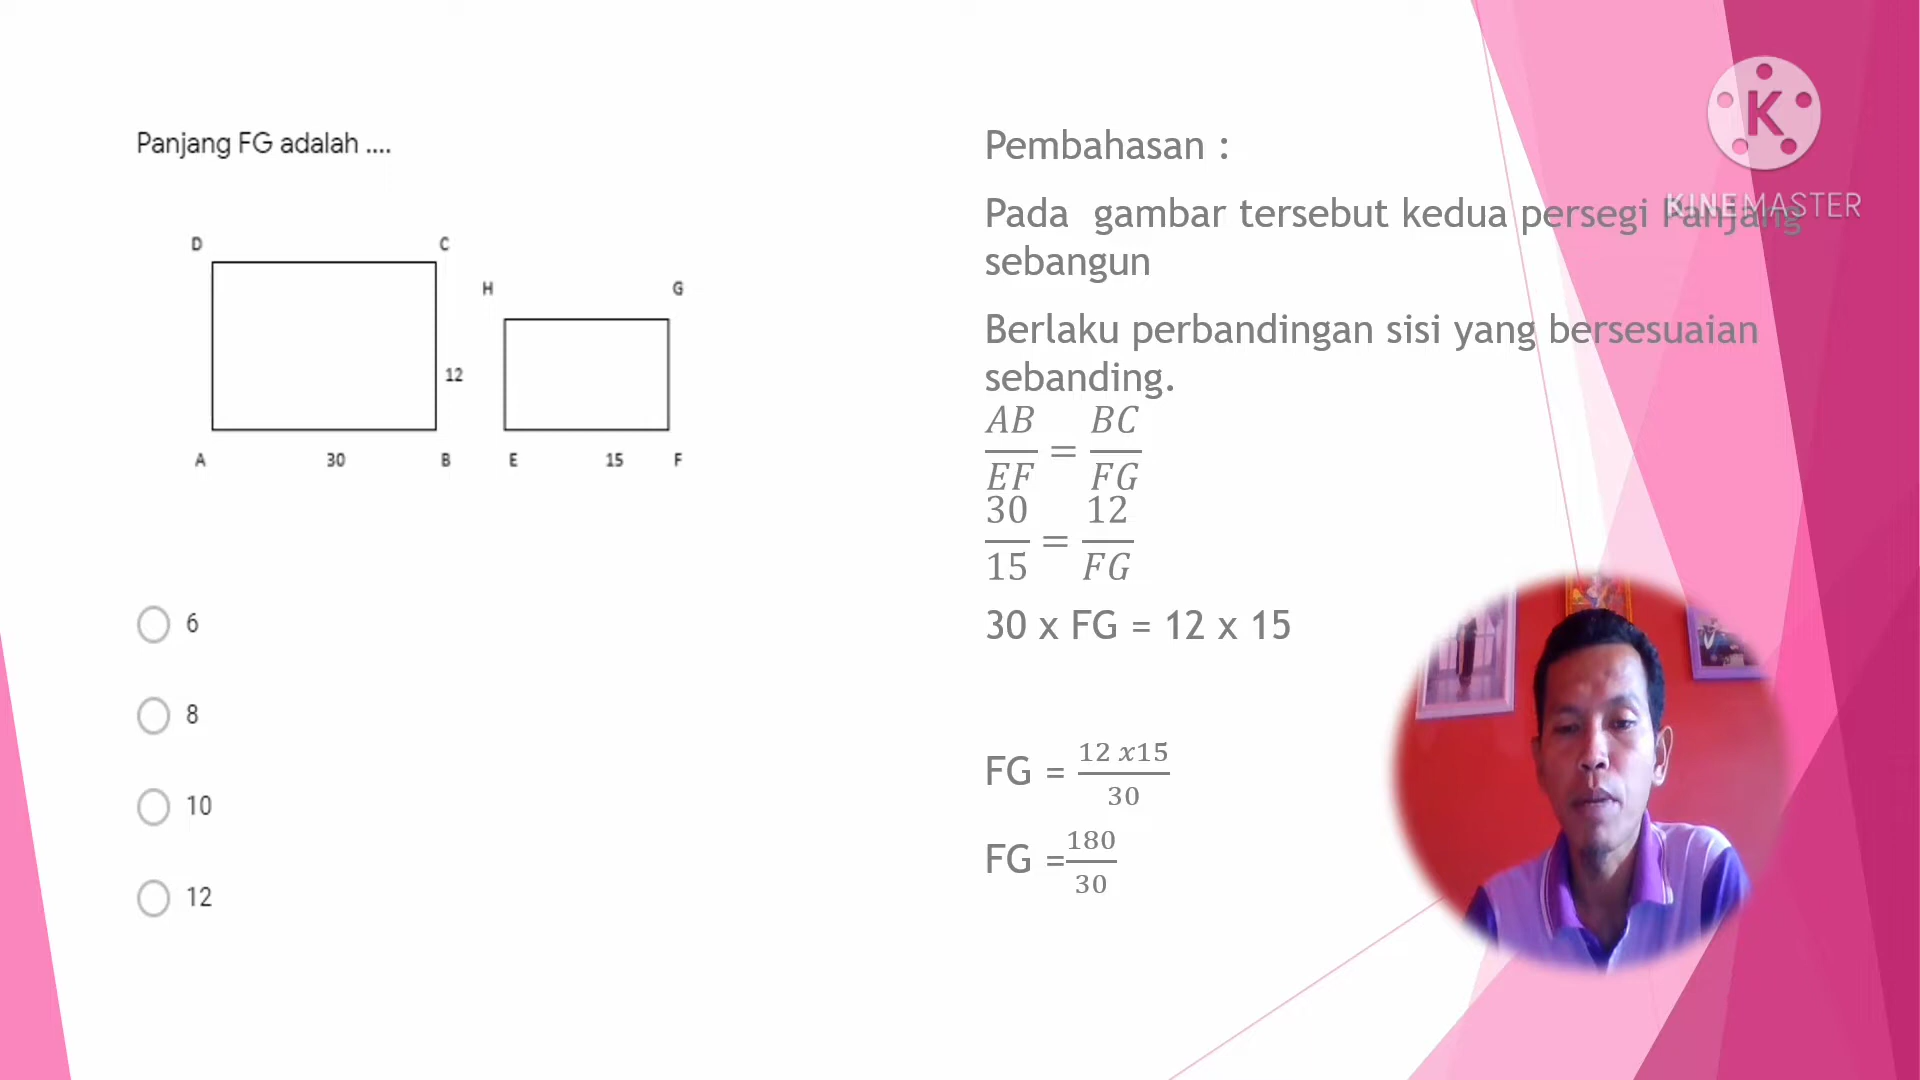 Panjang FG adalah ....
D
C
H
G
12
A
30
B
E
15
F
6
8
10
12
Pembahasan :
Pada gambar tersebut kedua persegi Panjang
sebangun
Berlaku perbandingan sisi yang bersesuaian
sebanding.
AB/EF = BC/FG
30/15 = 12/FG
30 x FG = 12 x 15
FG = 12 x15/30
FG =180/30
K
KINEMASTER